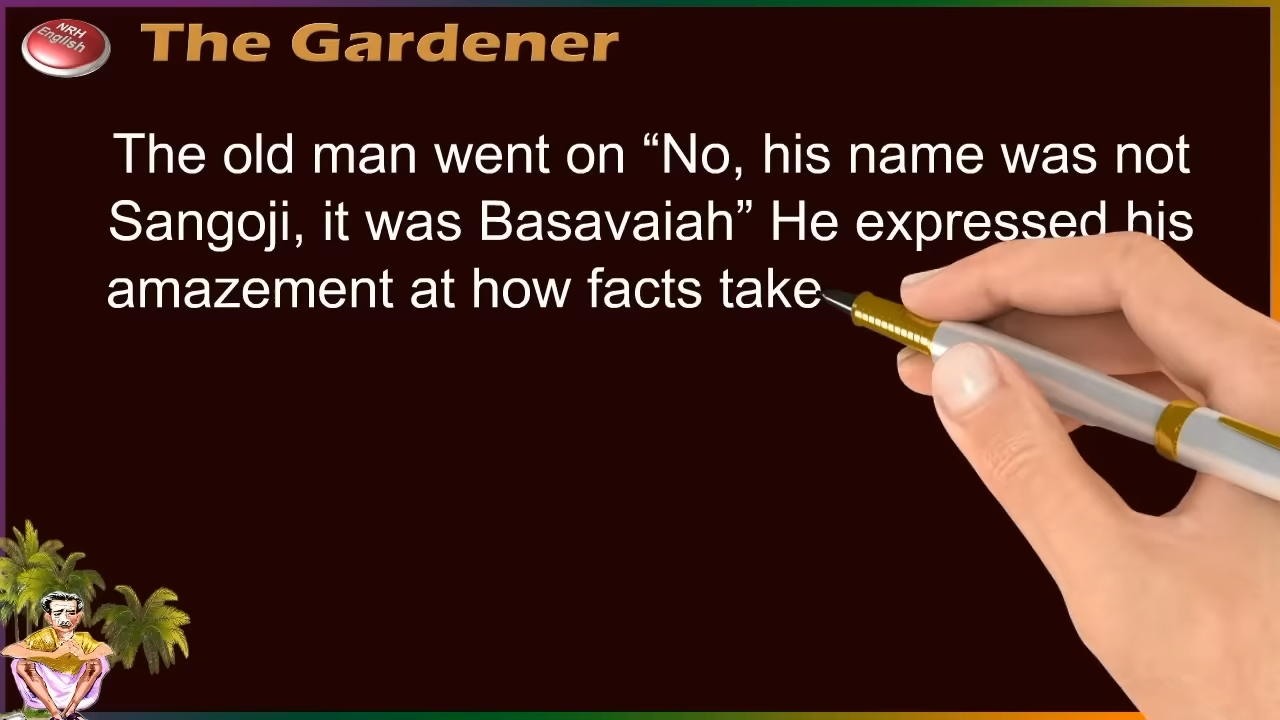 NRH
English
The Gardener
The old man went on “No, his name was not
Sangoji, it was Basavaiah” He expressed his
amazement at how facts take